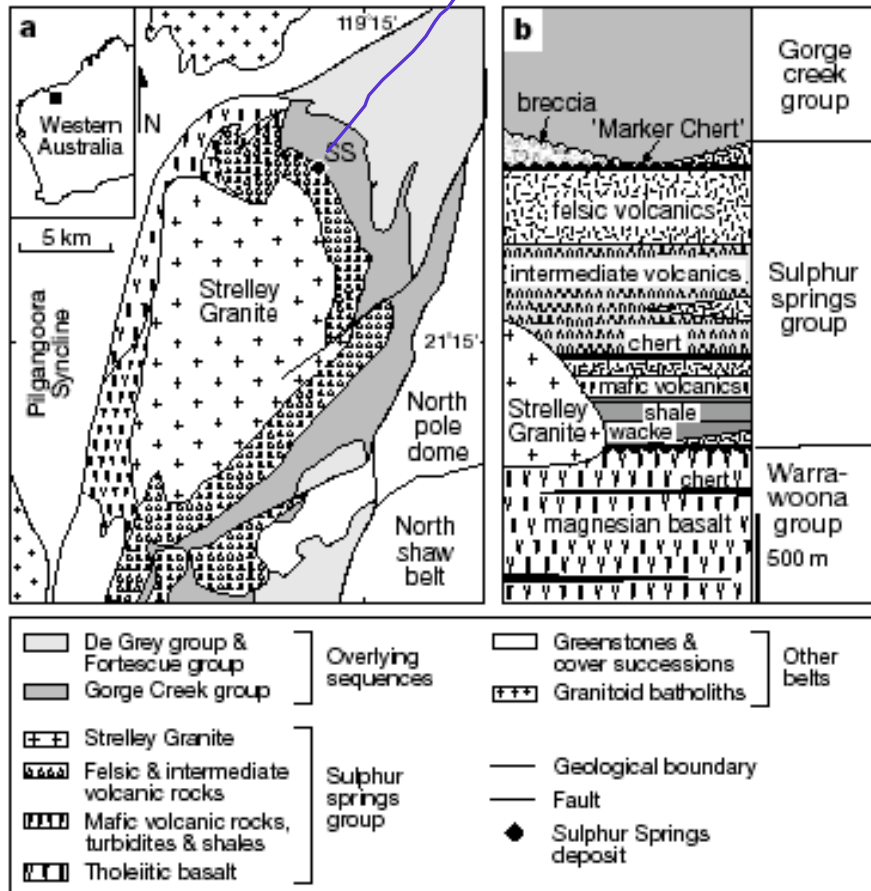 a
119°15'
Western
Australia
N
SS
5 km
Strelley
Granite
Pilgangoora
Syncline
21°15'
North
pole
dome
North
shaw
belt
b
Gorge
creek
group
breccia
'Marker Chert'
felsic volcanics
intermediate volcanics
chert
mafic volcanics
Sulphur
springs
group
shale
Strelley
Granite
wacke
chert
magnesian basalt
Warra-
woona
group
500 m
De Grey group &
Fortescue group
Gorge Creek group
Overlying
sequences
Greenstones &
cover successions
Granitoid batholiths
Other
belts
Strelley Granite
Felsic & intermediate
volcanic rocks
Mafic volcanic rocks,
turbidites & shales
Tholeiitic basalt
Sulphur
springs
group
Geological boundary
Fault
Sulphur Springs
deposit